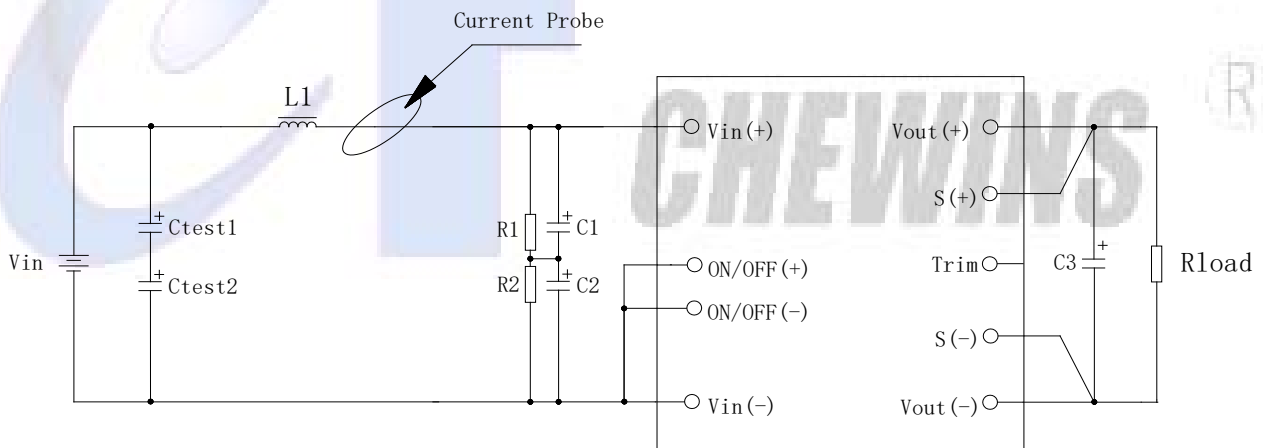 Current Probe
L1
Vin(+)
Vout(+)
CHEWINS
R
S(+)
Ctest1
R1
C1
Vin
ON/OFF(+)
Trim
C3
Rload
Ctest2
R2
C2
ON/OFF(-)
S(-)
Vin(-)
Vout(-)